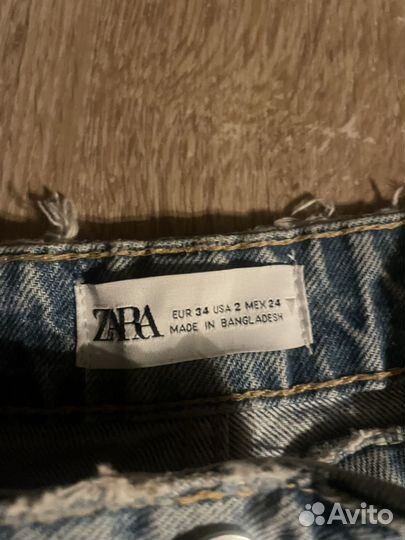 ZARA
EUR 34 USA 2 MEX 24
MADE IN BANGLADESH
Avito